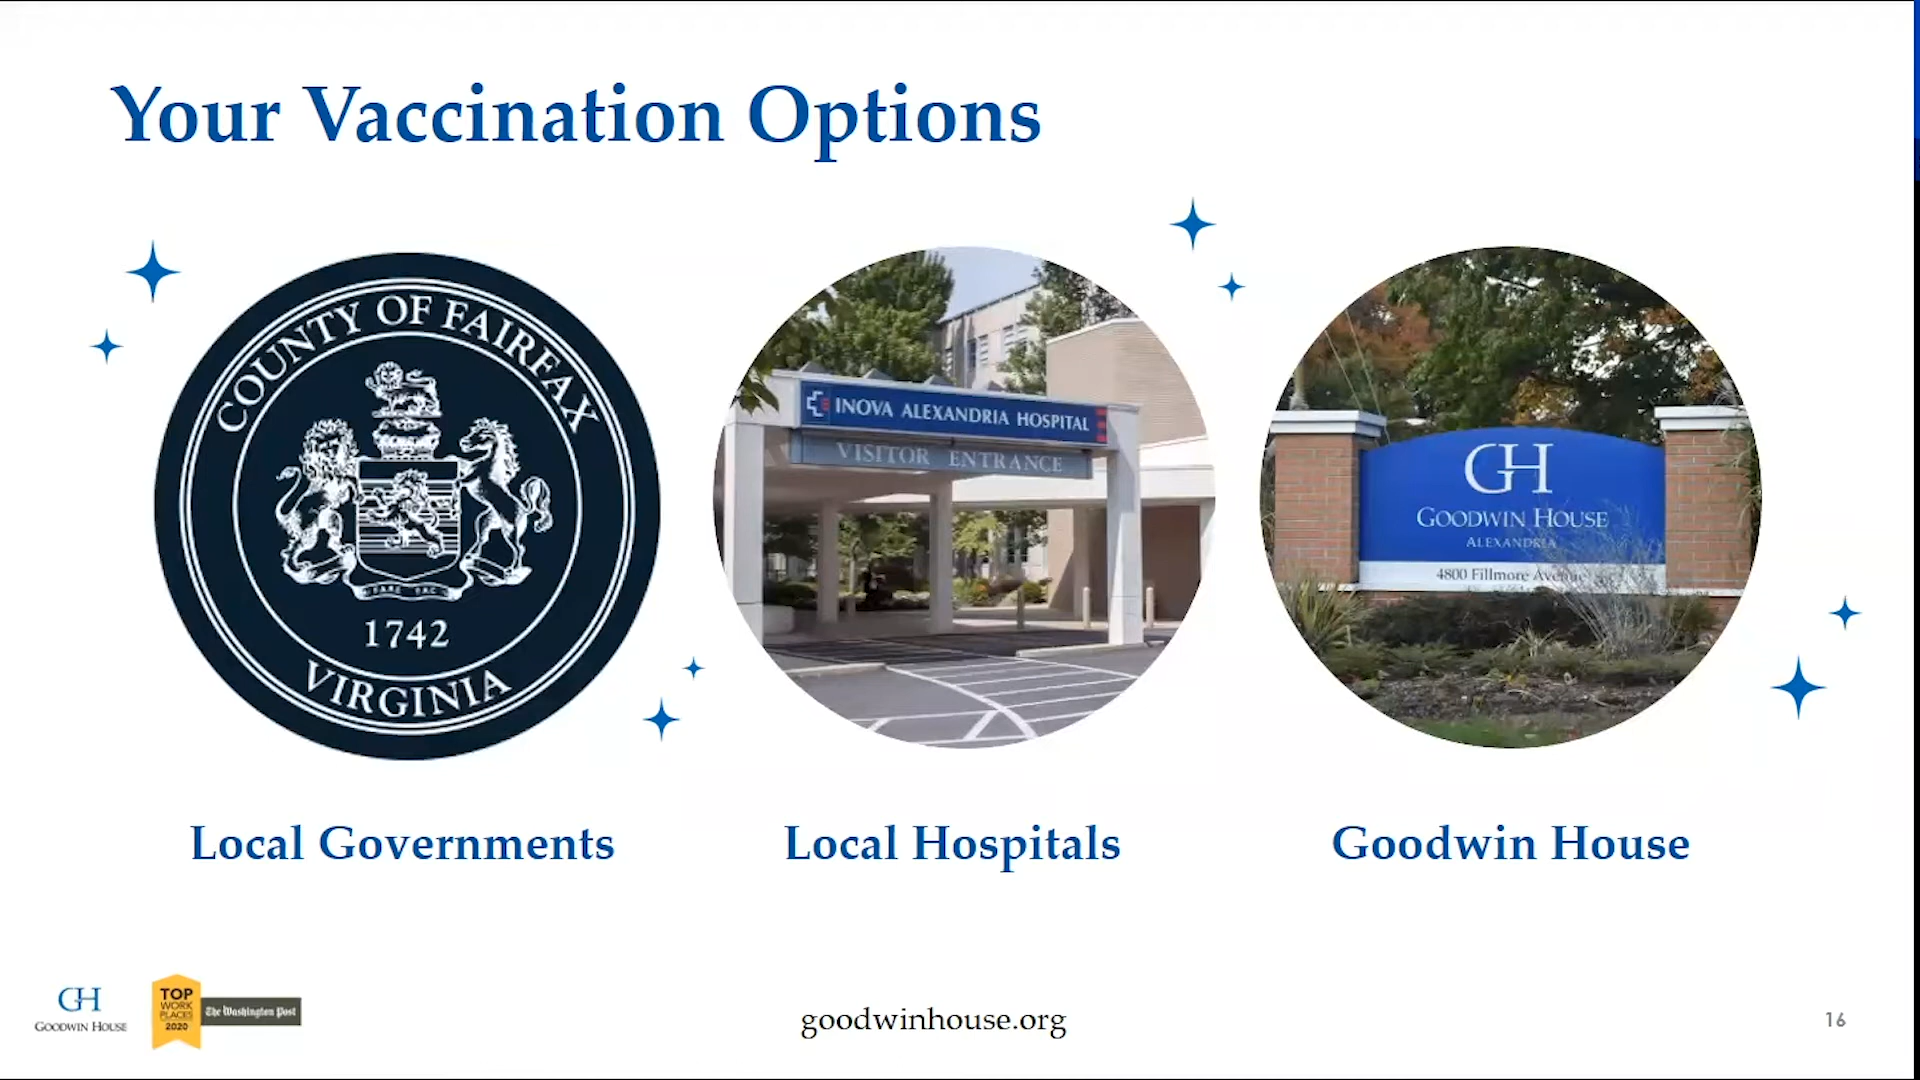 Your Vaccination Options
COUNTY OF FAIRFAX
1742
VIRGINIA
INOVA ALEXANDRIA HOSPITAL
VISITOR ENTRANCE
GH
GOODWIN HOUSE
ALEXANDRIA
4800 Fillmore Avenue
Local Governments
Local Hospitals
Goodwin House
GH
GOODWIN HOUSE
TOP
WORK
PLACES
2020
The Washington Post
goodwinhouse.org
16